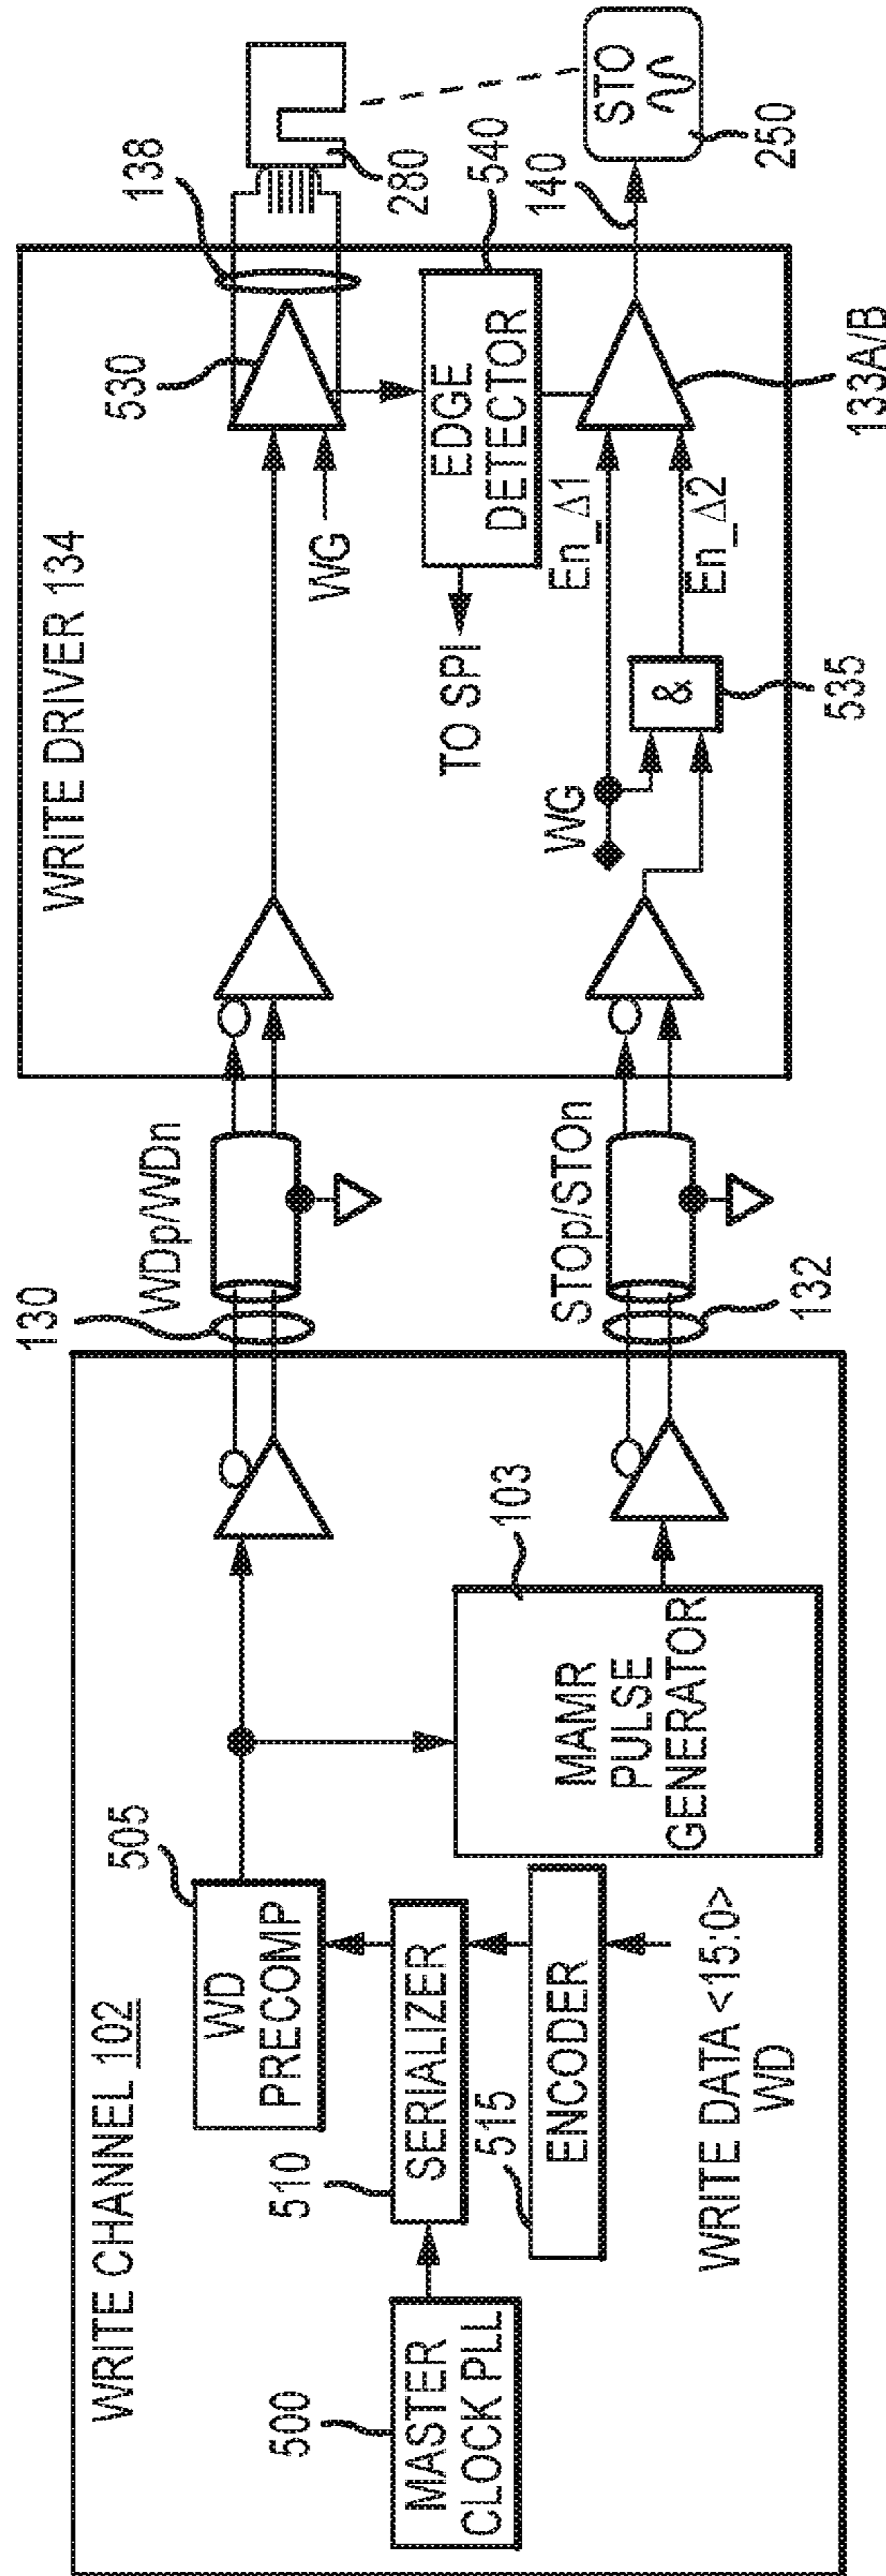 WRITE CHANNEL 102
500
MASTER
CLOCK PLL
510
SERIALIZER
505
WD
PRECOMP
515
ENCODER
WRITE DATA <15:0>
WD
103
MAMR
PULSE
GENERATOR
130
WDp/WDn
STOp/STOn
132
WRITE DRIVER 134
530
WG
138
280
TO SPI
EDGE
DETECTOR
540
WG
En_Δ1
&
535
En_Δ2
133A/B
140
STO
250